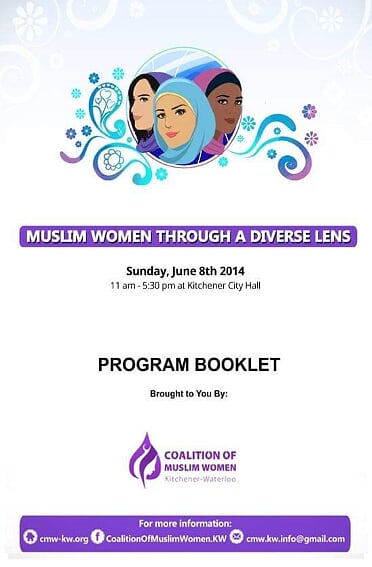 MUSLIM WOMEN THROUGH A DIVERSE LENS
Sunday, June 8th 2014
11 am - 5:30 pm at Kitchener City Hall
PROGRAM BOOKLET
Brought to You By:
COALITION OF
MUSLIM WOMEN
Kitchener-Waterloo
For more information:
cmw-kw.org CoalitionOfMuslimWomen.KW cmw.kw.info@gmail.com